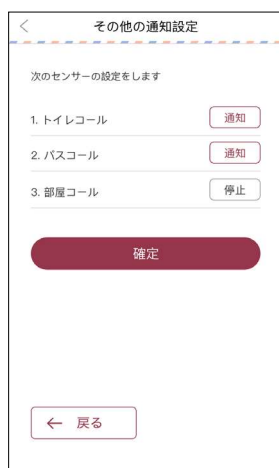 その他の通知設定
次のセンサーの設定をします
1. トイレコール 通知
2. バスコール 通知
3. 部屋コール 停止
確定
← 戻る